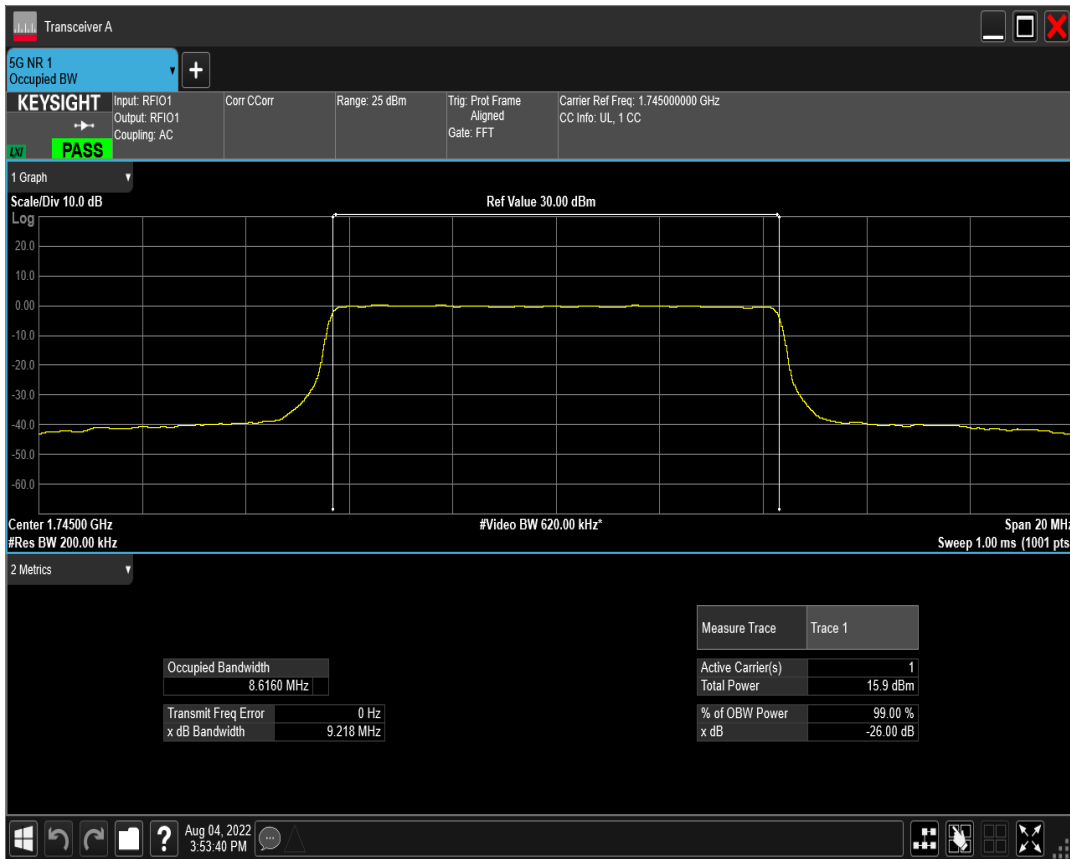 Transceiver A
5G NR 1
Occupied BW
+
KEYSIGHT
LXI
PASS
Input: RFIO1
Output: RFIO1
Coupling: AC
Corr CCorr
Range: 25 dBm
Trig: Prot Frame
Aligned
Gate: FFT
Carrier Ref Freq: 1.745000000 GHz
CC Info: UL, 1 CC
1 Graph
Scale/Div 10.0 dB
Ref Value 30.00 dBm
Log
20.0
10.0
0.00
-10.0
-20.0
-30.0
-40.0
-50.0
-60.0
Center 1.74500 GHz
#Video BW 620.00 kHz*
Span 20 MHz
#Res BW 200.00 kHz
Sweep 1.00 ms (1001 pts
2 Metrics
Measure Trace Trace 1
Occupied Bandwidth
8.6160 MHz
Active Carrier(s) 1
Total Power 15.9 dBm
Transmit Freq Error 0 Hz
x dB Bandwidth 9.218 MHz
% of OBW Power 99.00 %
x dB -26.00 dB
?
Aug 04, 2022
3:53:40 PM